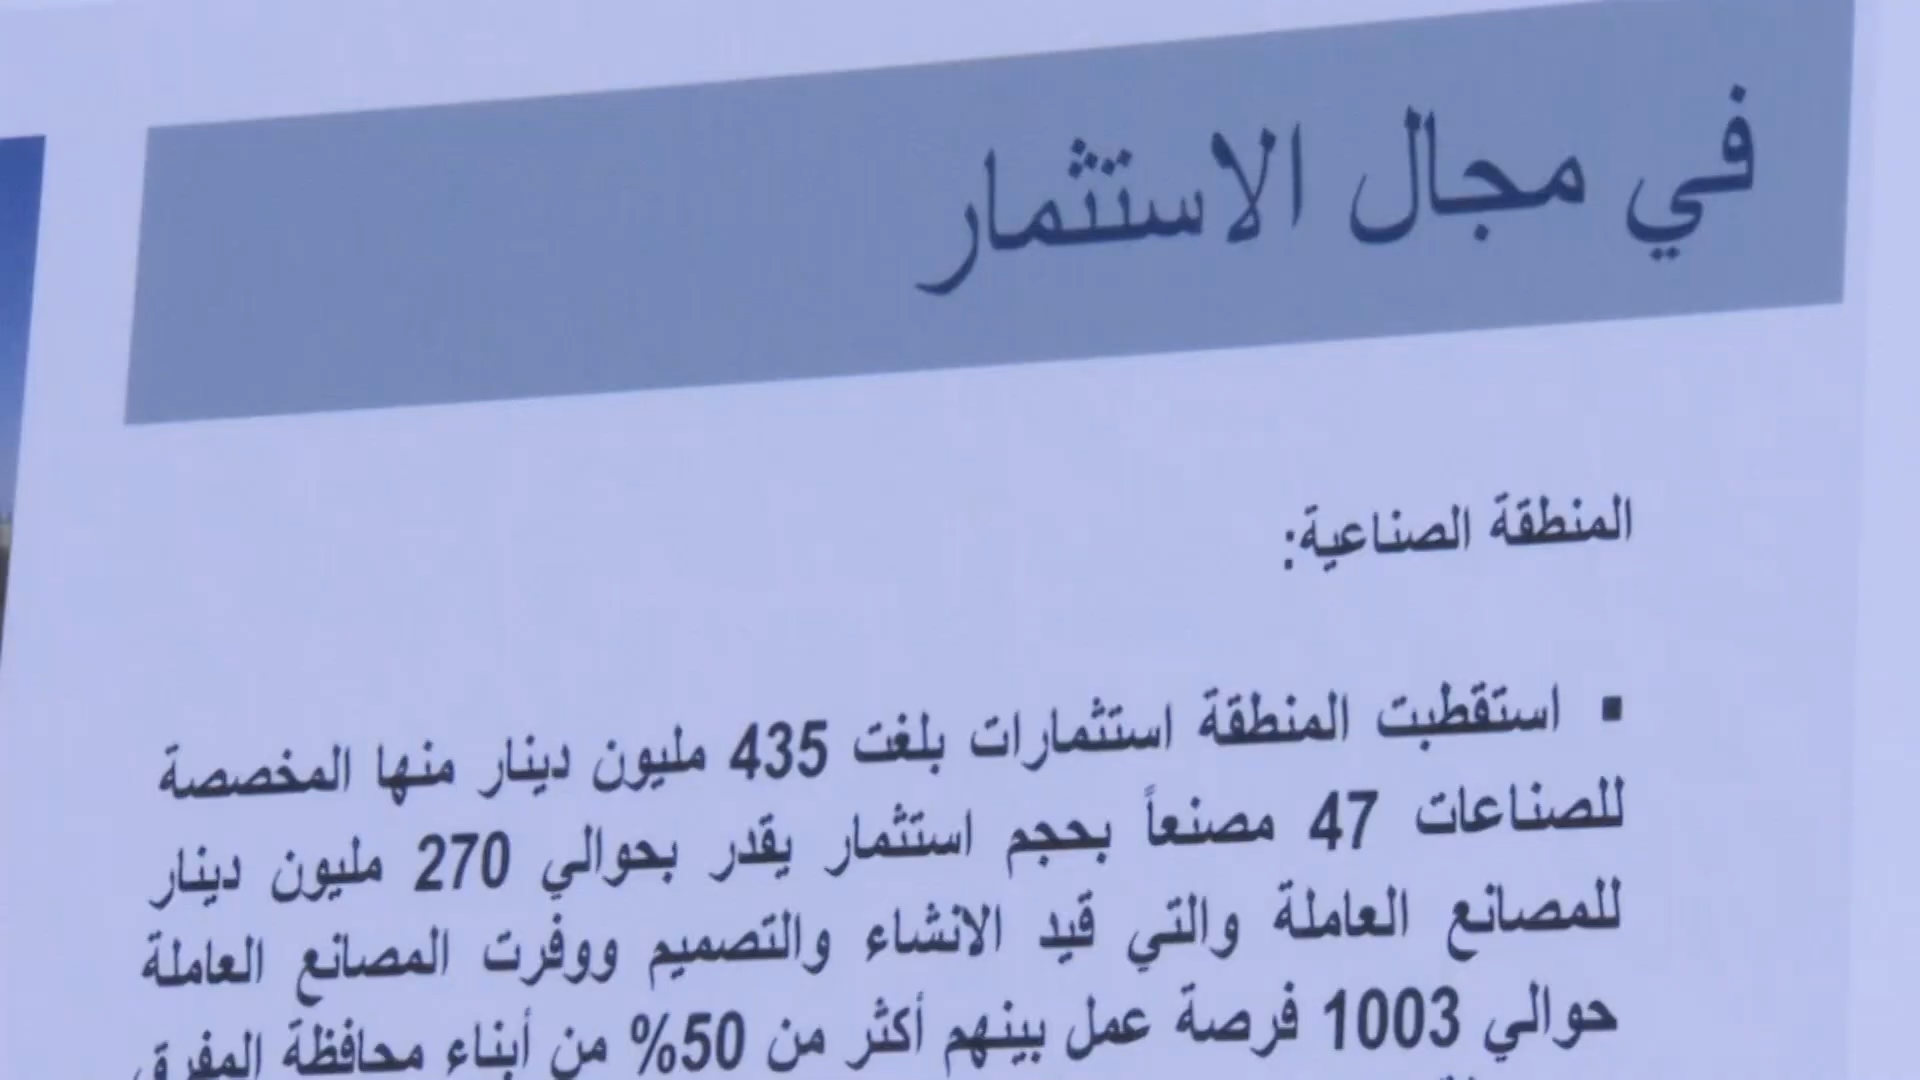 في مجال الاستثمار
المنطقة الصناعية:
▪ استقطبت المنطقة استثمارات بلغت 435 مليون دينار منها المخصصة
للصناعات 47 مصنعاً بحجم استثمار يقدر بحوالي 270 مليون دينار
للمصانع العاملة والتي قيد الانشاء والتصميم ووفرت المصانع العاملة
حوالي 1003 فرصة عمل بينهم أكثر من 50% من أبناء محافظة المفرق